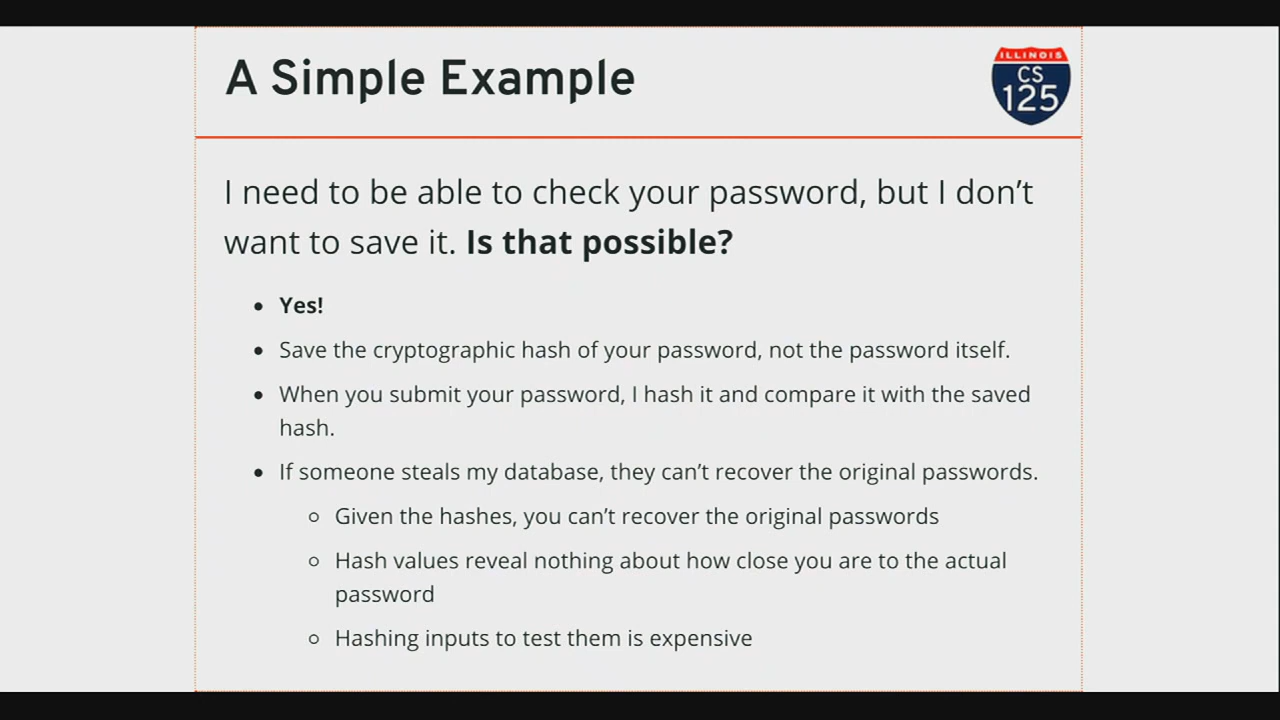 A Simple Example
ILLINOIS
CS
125
I need to be able to check your password, but I don’t
want to save it. Is that possible?
• Yes!
• Save the cryptographic hash of your password, not the password itself.
• When you submit your password, I hash it and compare it with the saved
hash.
• If someone steals my database, they can’t recover the original passwords.
◦ Given the hashes, you can’t recover the original passwords
◦ Hash values reveal nothing about how close you are to the actual
password
◦ Hashing inputs to test them is expensive